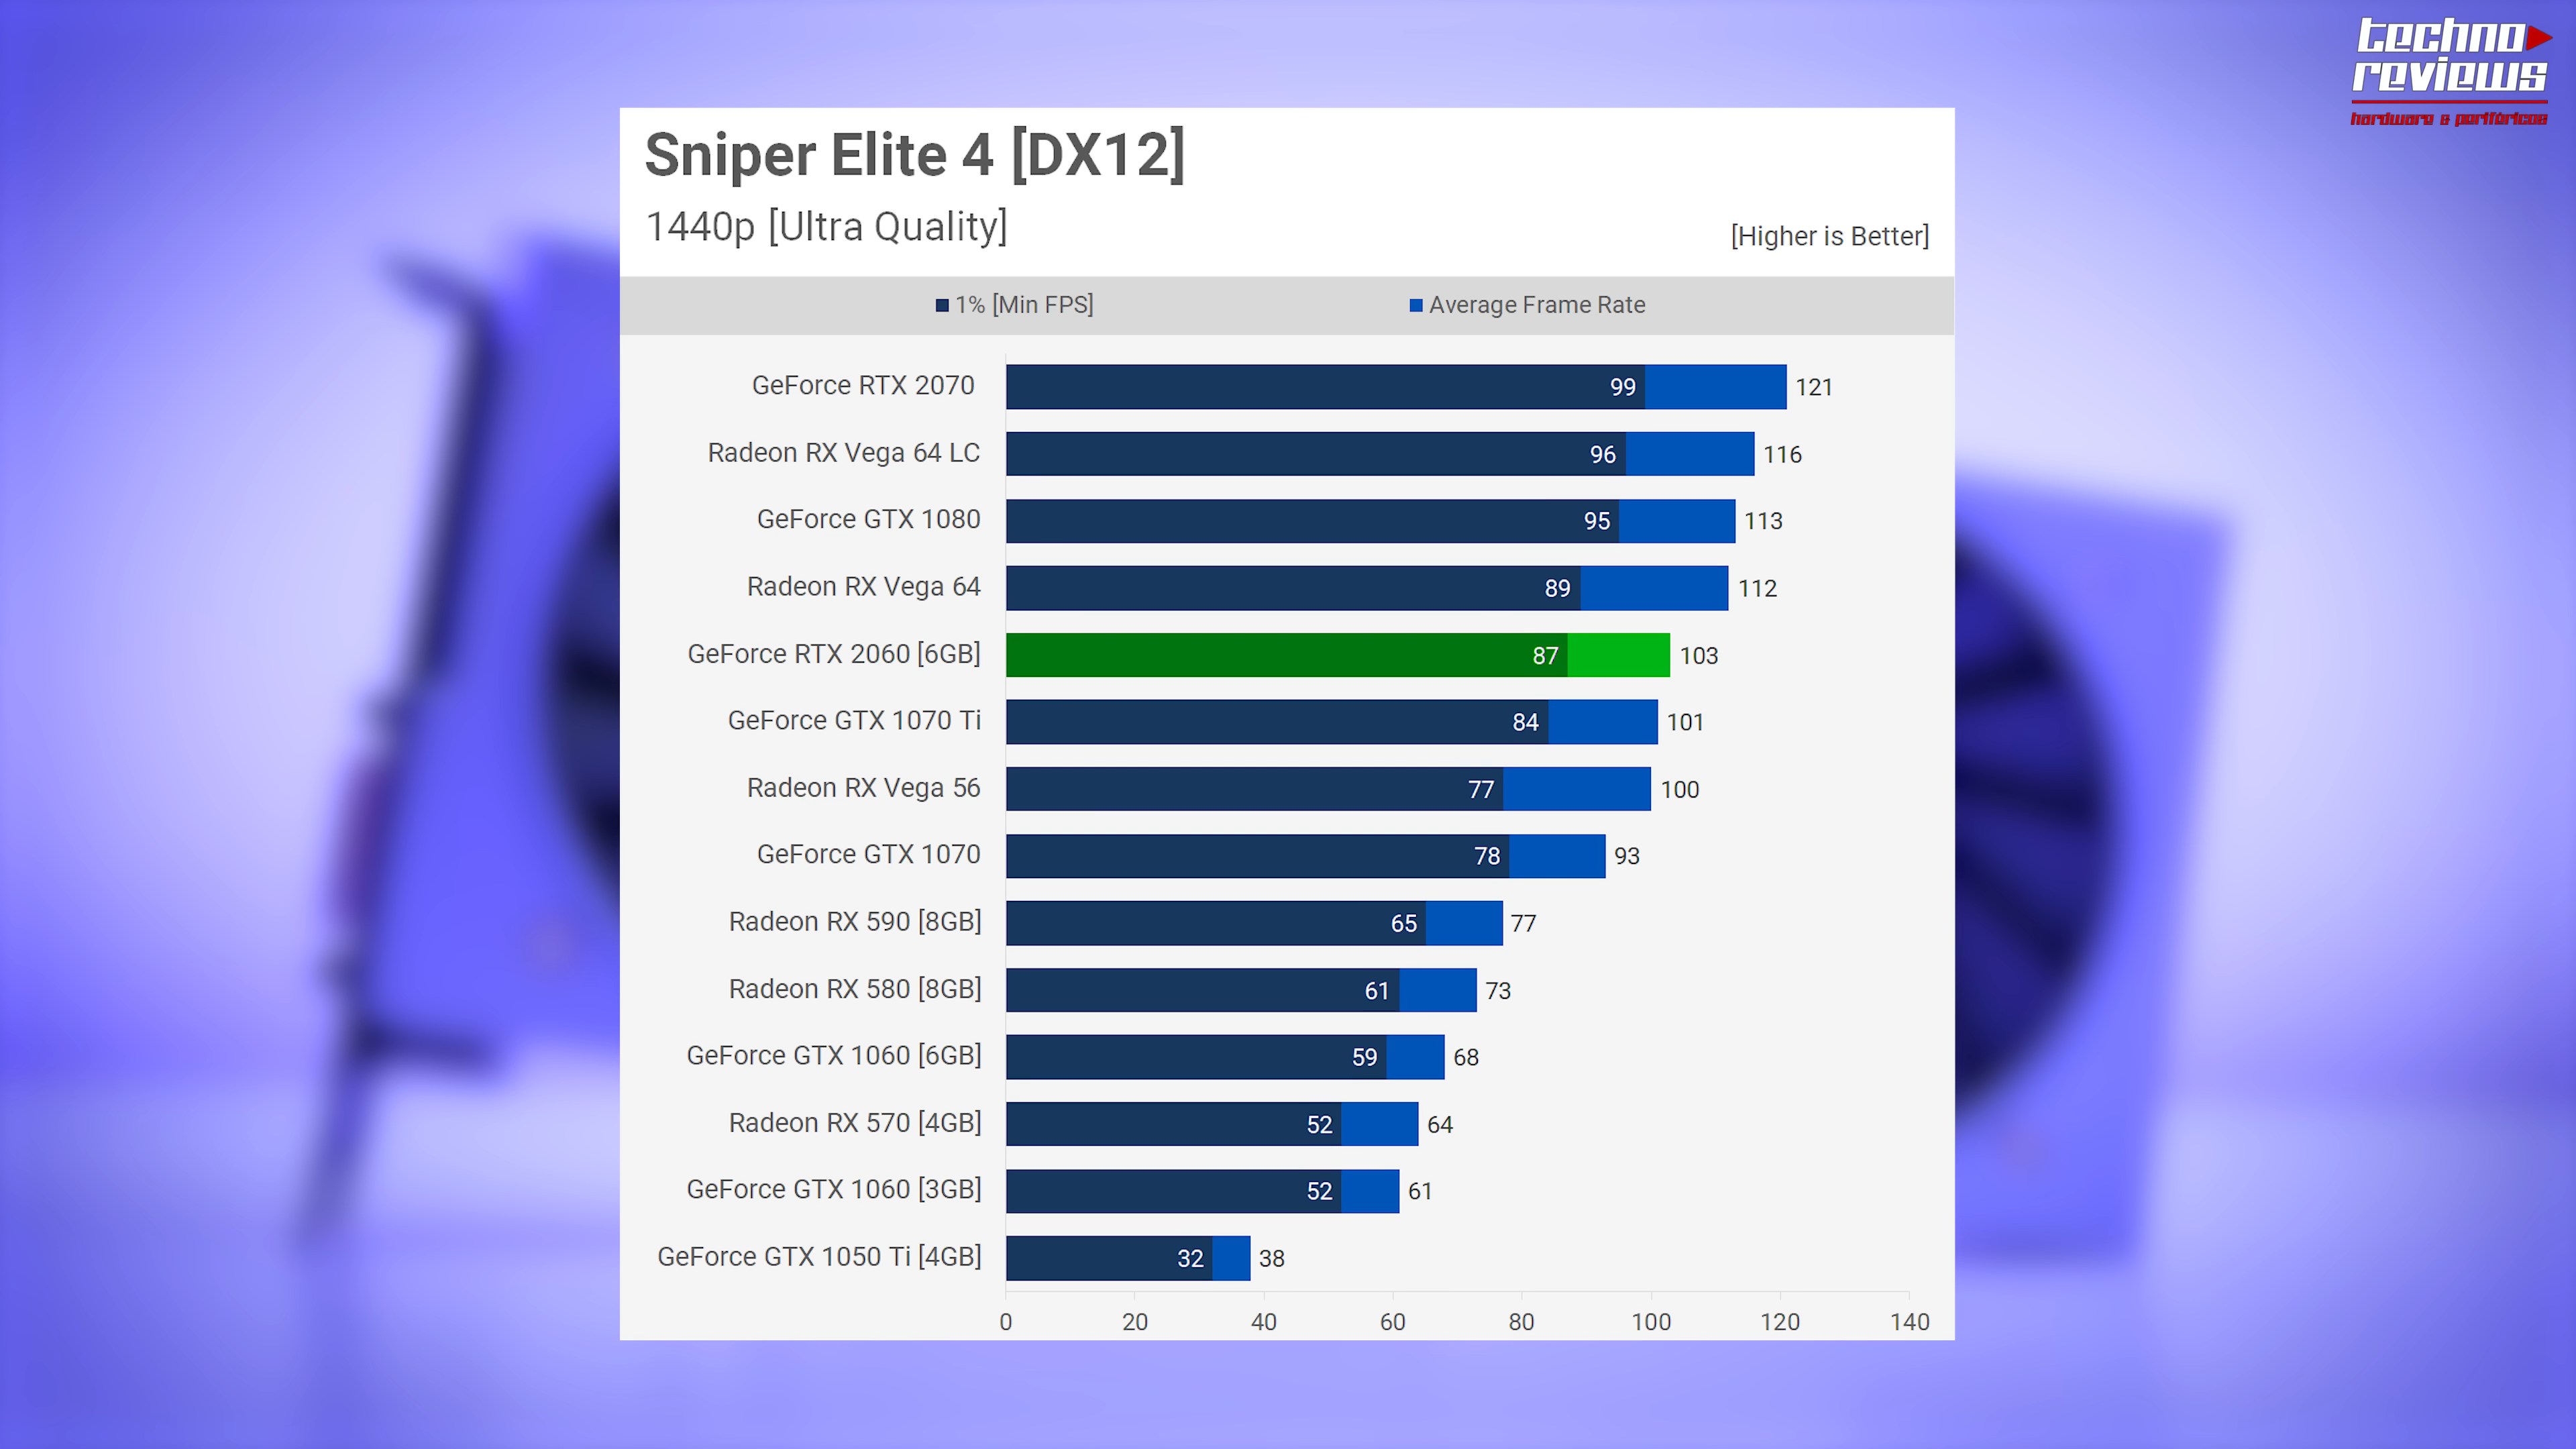 techno
reviews
hardware e periféricos
Sniper Elite 4 [DX12]
1440p [Ultra Quality]
[Higher is Better]
1% [Min FPS] Average Frame Rate
GeForce RTX 2070 99 121
Radeon RX Vega 64 LC 96 116
GeForce GTX 1080 95 113
Radeon RX Vega 64 89 112
GeForce RTX 2060 [6GB] 87 103
GeForce GTX 1070 Ti 84 101
Radeon RX Vega 56 77 100
GeForce GTX 1070 78 93
Radeon RX 590 [8GB] 65 77
Radeon RX 580 [8GB] 61 73
GeForce GTX 1060 [6GB] 59 68
Radeon RX 570 [4GB] 52 64
GeForce GTX 1060 [3GB] 52 61
GeForce GTX 1050 Ti [4GB] 32 38
0 20 40 60 80 100 120 140